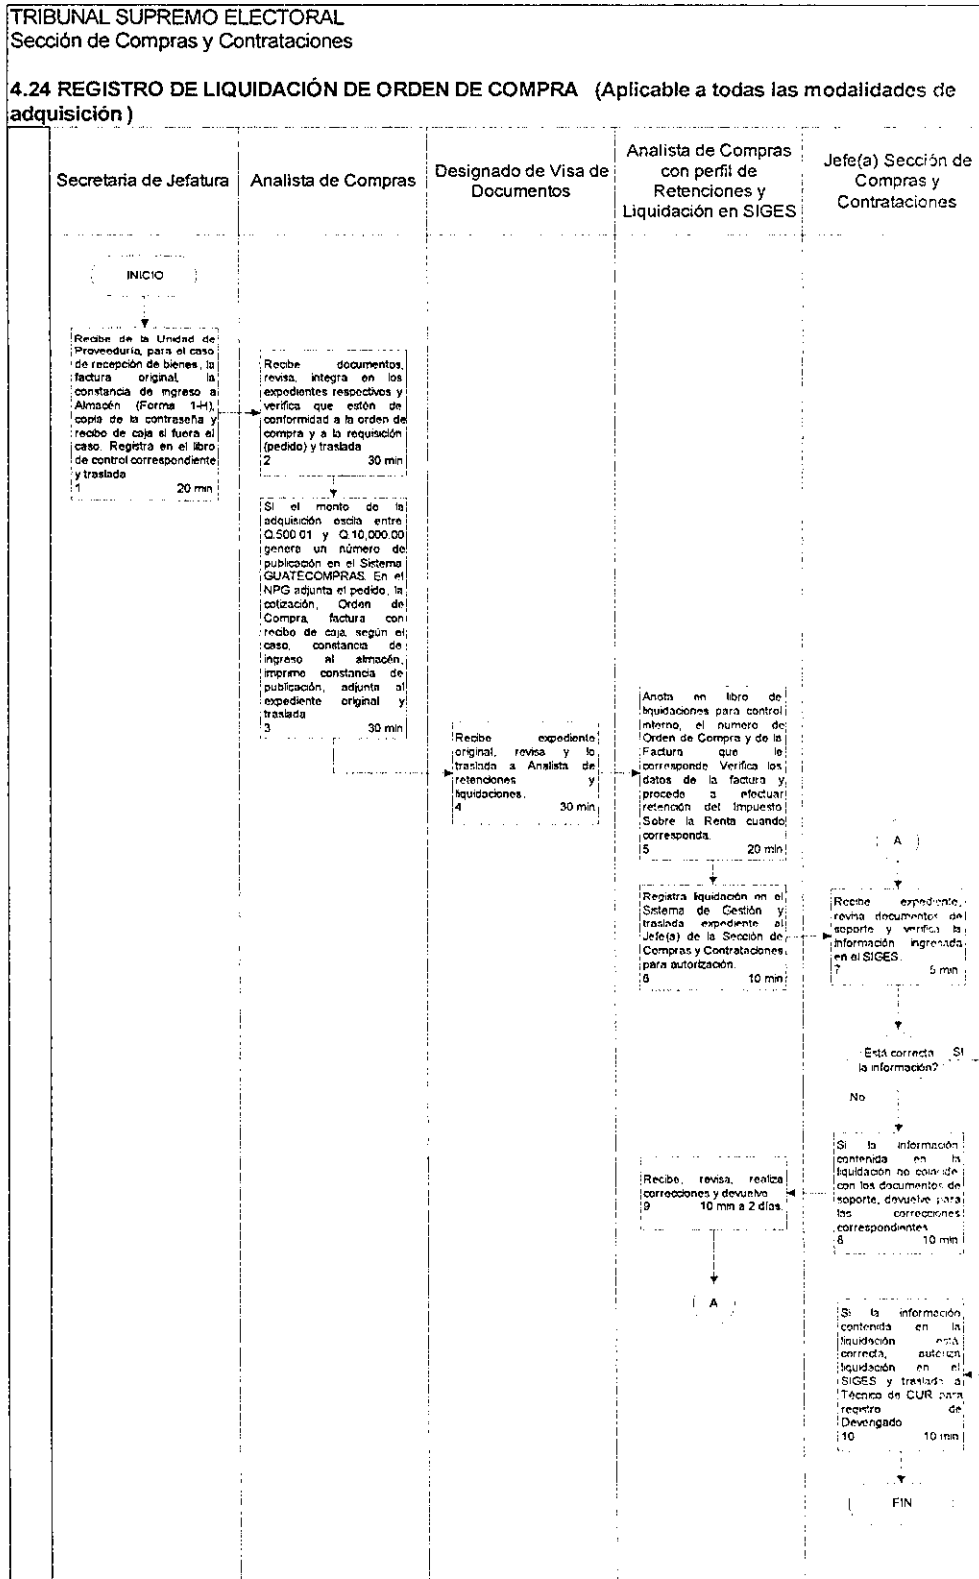 TRIBUNAL SUPREMO ELECTORAL
Sección de Compras y Contrataciones
4.24 REGISTRO DE LIQUIDACIÓN DE ORDEN DE COMPRA (Aplicable a todas las modalidades de
adquisición )
Secretaria de Jefatura
Analista de Compras
Designado de Visa de
Documentos
Analista de Compras
con perfil de
Retenciones y
Liquidación en SIGES
Jefe(a) Sección de
Compras y
Contrataciones
INICIO
Recibe de la Unidad de
Proveeduría, para el caso
de recepción de bienes, la
factura original, la
constancia de ingreso a
Almacén (Forma 1-H),
copia de la contraseña y
recibo de caja si fuera el
caso. Registra en el libro
de control correspondiente
y traslada
1 20 min
Recibe documentos,
revisa, integra en los
expedientes respectivos y
verifica que estén de
conformidad a la orden de
compra y a la requisición
(pedido) y traslada
2 30 min
Si el monto de la
adquisición oscila entre
Q.500.01 y Q.10,000.00
genera un número de
publicación en el Sistema
GUATECOMPRAS. En el
NPG adjunta el pedido, la
cotización, Orden de
Compra, factura con
recibo de caja, según el
caso, constancia de
ingreso al almacén,
imprime constancia de
publicación, adjunta al
expediente original y
traslada
3 30 min
Recibe expediente
original, revisa y lo
traslada a Analista de
retenciones y
liquidaciones.
4 30 min
Anota en libro de
liquidaciones para control
interno, el numero de
Orden de Compra y de la
Factura que le
corresponde Verifica los
datos de la factura y
procede a efectuar
retención del Impuesto
Sobre la Renta cuando
corresponda.
5 20 min
Registra liquidación en el
Sistema de Gestión y
traslada expediente al
Jefe(a) de la Sección de
Compras y Contrataciones
para autorización.
6 10 min
A
Recibe expediente,
revisa documentos de
soporte y verifica la
información ingresada
en el SIGES.
7 5 min
Está correcta
la información?
SI
No
Si la información
contenida en la
liquidación no coincide
con los documentos de
soporte, devuelve para
las correcciones
correspondientes
8 10 min
Recibe, revisa, realiza
correcciones y devuelve
9 10 min a 2 días.
A
Si la información
contenida en la
liquidación está
correcta, autoriza
liquidación en el
SIGES y traslada a
Técnico de CUR para
registro de
Devengado
10 10 min
FIN